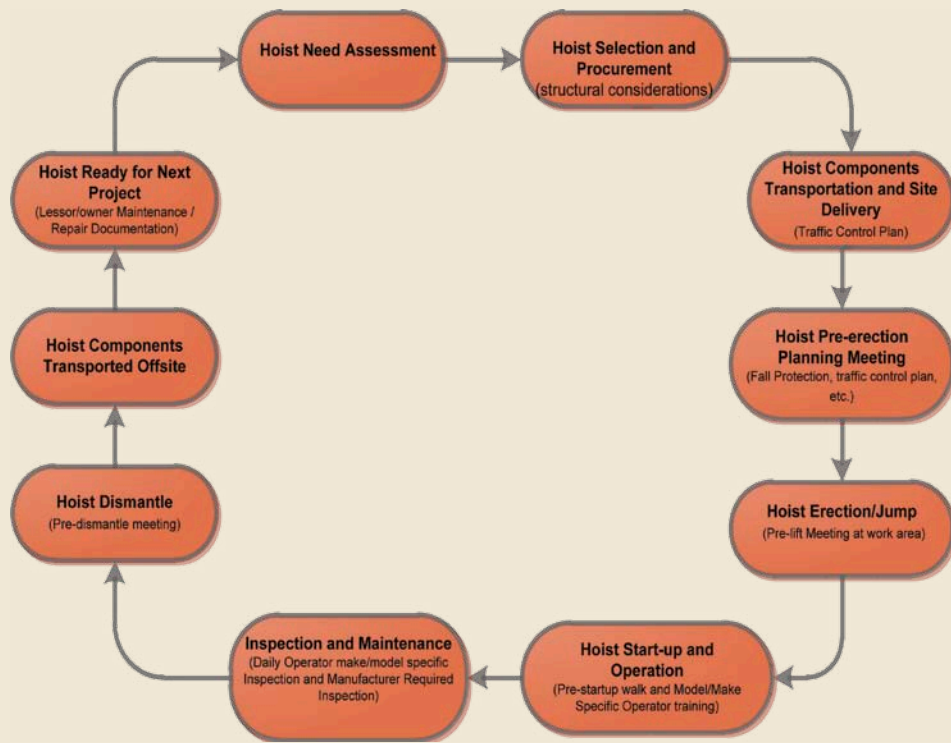 Hoist Need Assessment
Hoist Selection and
Procurement
(structural considerations)
Hoist Components
Transportation and Site
Delivery
(Traffic Control Plan)
Hoist Pre-erection
Planning Meeting
(Fall Protection, traffic control plan,
etc.)
Hoist Erection/Jump
(Pre-lift Meeting at work area)
Hoist Start-up and
Operation
(Pre-startup walk and Model/Make
Specific Operator training)
Inspection and Maintenance
(Daily Operator make/model specific
Inspection and Manufacturer Required
Inspection)
Hoist Dismantle
(Pre-dismantle meeting)
Hoist Components
Transported Offsite
Hoist Ready for Next
Project
(Lessor/owner Maintenance /
Repair Documentation)